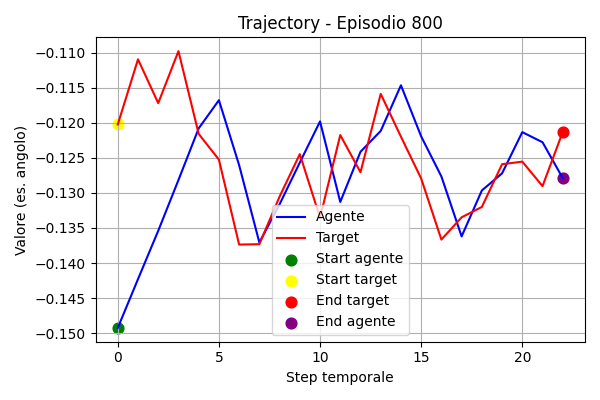 Trajectory - Episodio 800
Valore (es. angolo)
−0.110
−0.115
−0.120
−0.125
−0.130
−0.135
−0.140
−0.145
−0.150
Agente
Target
Start agente
Start target
End target
End agente
0 5 10 15 20
Step temporale